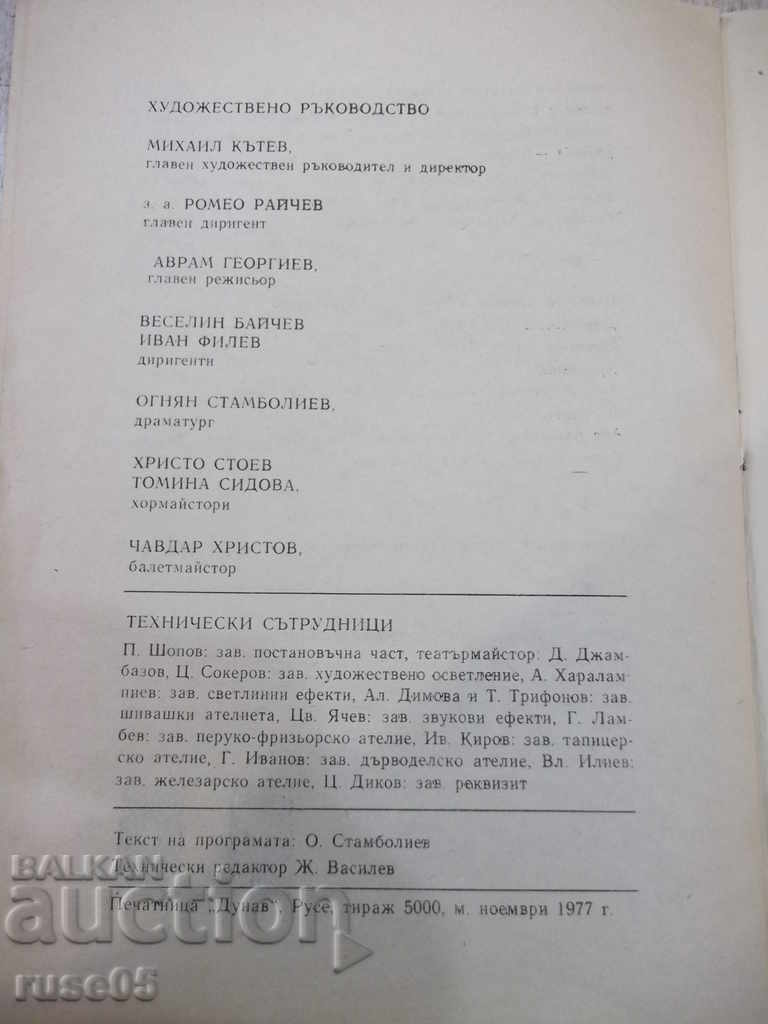 ХУДОЖЕСТВЕНО РЪКОВОДСТВО
МИХАИЛ КЪТЕВ,
главен художествен ръководител и директор
з. а. РОМЕО РАЙЧЕВ
главен диригент
АВРАМ ГЕОРГИЕВ,
главен режисьор
ВЕСЕЛИН БАЙЧЕВ
ИВАН ФИЛЕВ
диригенти
ОГНЯН СТАМБОЛИЕВ,
драматург
ХРИСТО СТОЕВ
ТОМИНА СИДОВА,
хормайстори
ЧАВДАР ХРИСТОВ,
балетмайстор
ТЕХНИЧЕСКИ СЪТРУДНИЦИ
П. Шопов: зав. постановъчна част, театърмайстор: Д. Джам-
базов, Ц. Сокеров: зав. художествено осветление, А. Харалам-
пиев: зав. светлинни ефекти, Ал. Димова и Т. Трифонов: зав.
шивашки ателиета, Цв. Ячев: зав. звукови ефекти, Г. Лам-
бев: зав. перуко-фризьорско ателие, Ив. Киров: зав. тапицер-
ско ателие, Г. Иванов: зав. дърводелско ателие, Вл. Илиев:
зав. железарско ателие, Ц. Диков: зав. реквизит
Текст на програмата: О. Стамболиев
Технически редактор Ж. Василев
Печатница „Дунав", Русе, тираж 5000, м. ноември 1977 г.
BALKAN
auction
ruse05